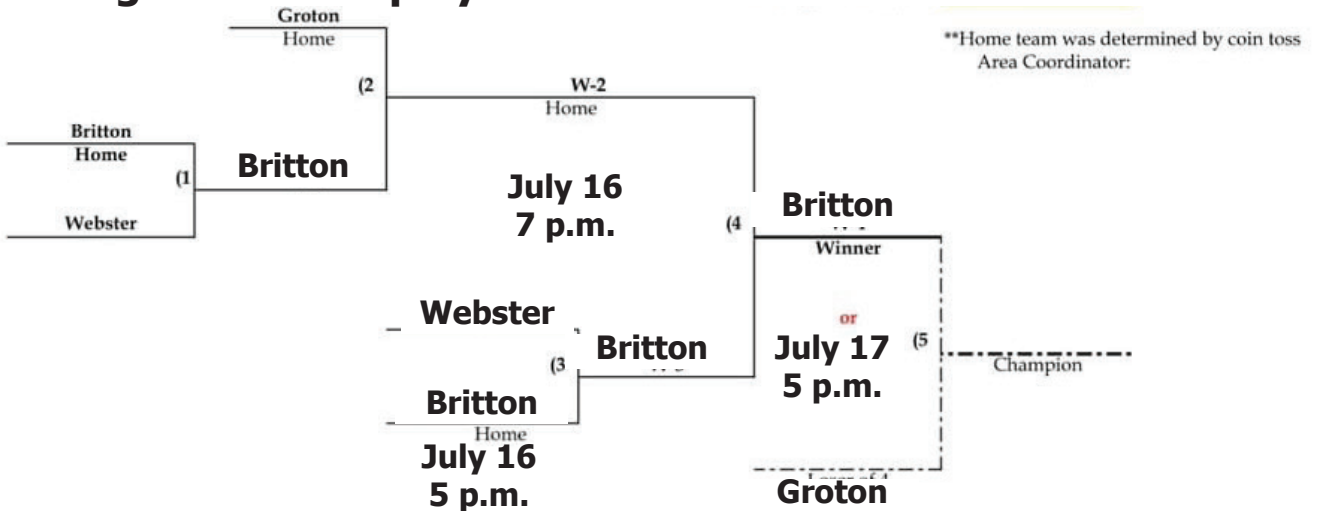 Groton
Home
**Home team was determined by coin toss
Area Coordinator:
(2
W-2
Home
Britton
Home
(1
Britton
Webster
July 16
7 p.m.
(4
Britton
Winner
Webster
(3
Britton
Britton
Home
July 16
5 p.m.
or
July 17
5 p.m.
(5
Champion
Groton